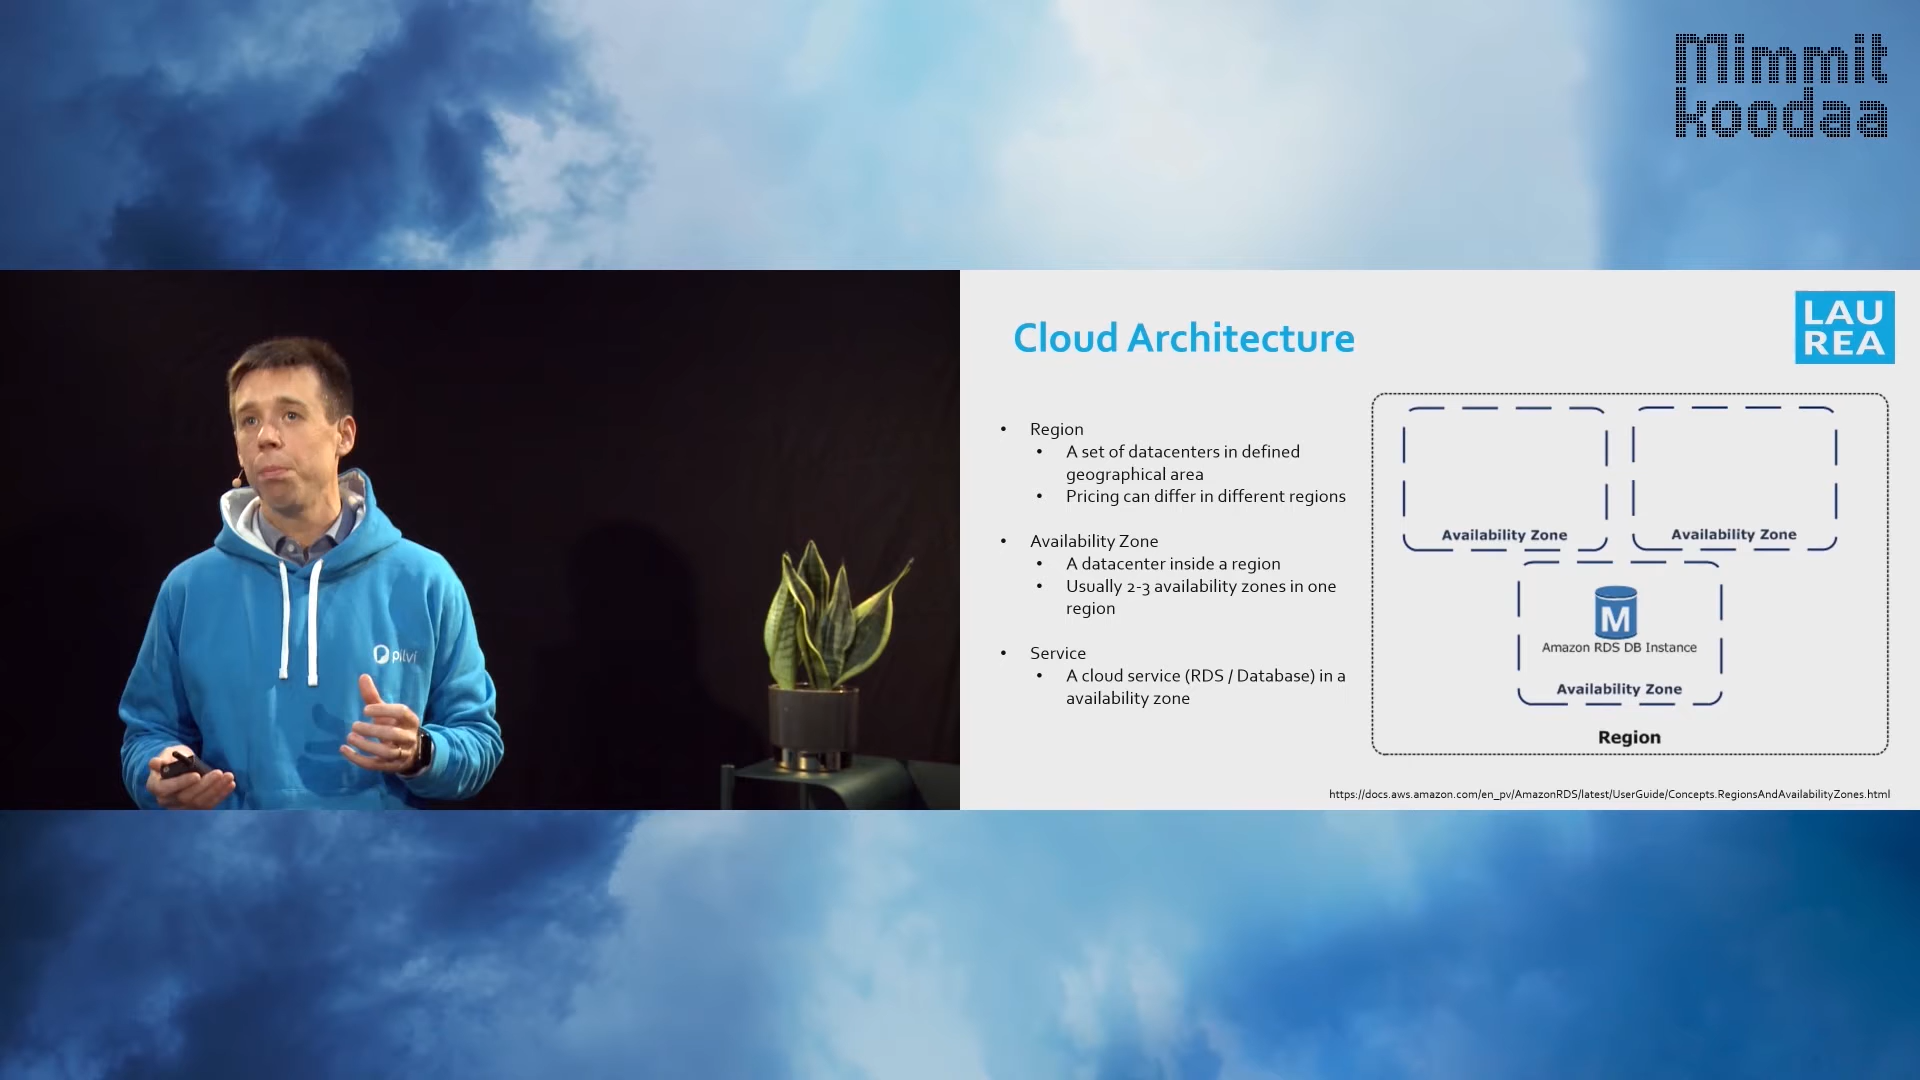 Mimmit
koodaa
pilvi
Cloud Architecture
LAU
REA
• Region
• A set of datacenters in defined
geographical area
• Pricing can differ in different regions
• Availability Zone
• A datacenter inside a region
• Usually 2-3 availability zones in one
region
• Service
• A cloud service (RDS / Database) in a
availability zone
Availability Zone
Availability Zone
M
Amazon RDS DB Instance
Availability Zone
Region
https://docs.aws.amazon.com/en_pv/AmazonRDS/latest/UserGuide/Concepts.RegionsAndAvailabilityZones.html